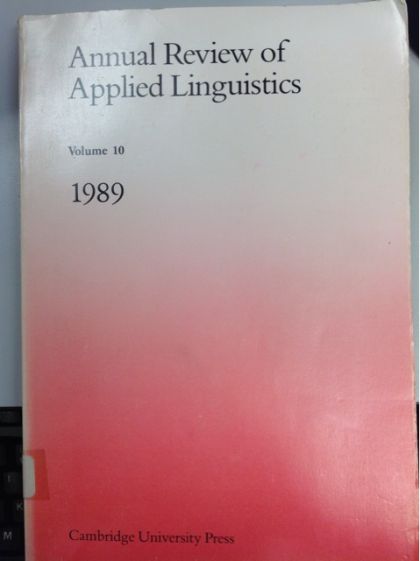 Annual Review of
Applied Linguistics
Volume 10
1989
Cambridge University Press
K
M